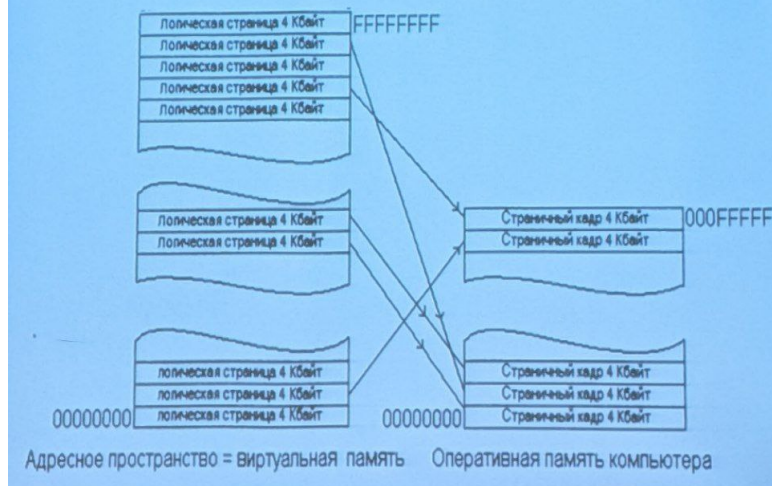 Логическая страница 4 Кбайт FFFFFFFF
Логическая страница 4 Кбайт
Логическая страница 4 Кбайт
Логическая страница 4 Кбайт
Логическая страница 4 Кбайт
Логическая страница 4 Кбайт
Логическая страница 4 Кбайт
логическая страница 4 Кбайт
логическая страница 4 Кбайт
00000000 логическая страница 4 Кбайт
Страничный кадр 4 Кбайт 000FFFFF
Страничный кадр 4 Кбайт
Страничный кадр 4 Кбайт
Страничный кадр 4 Кбайт
00000000 Страничный кадр 4 Кбайт
Адресное пространство = виртуальная память
Оперативная память компьютера